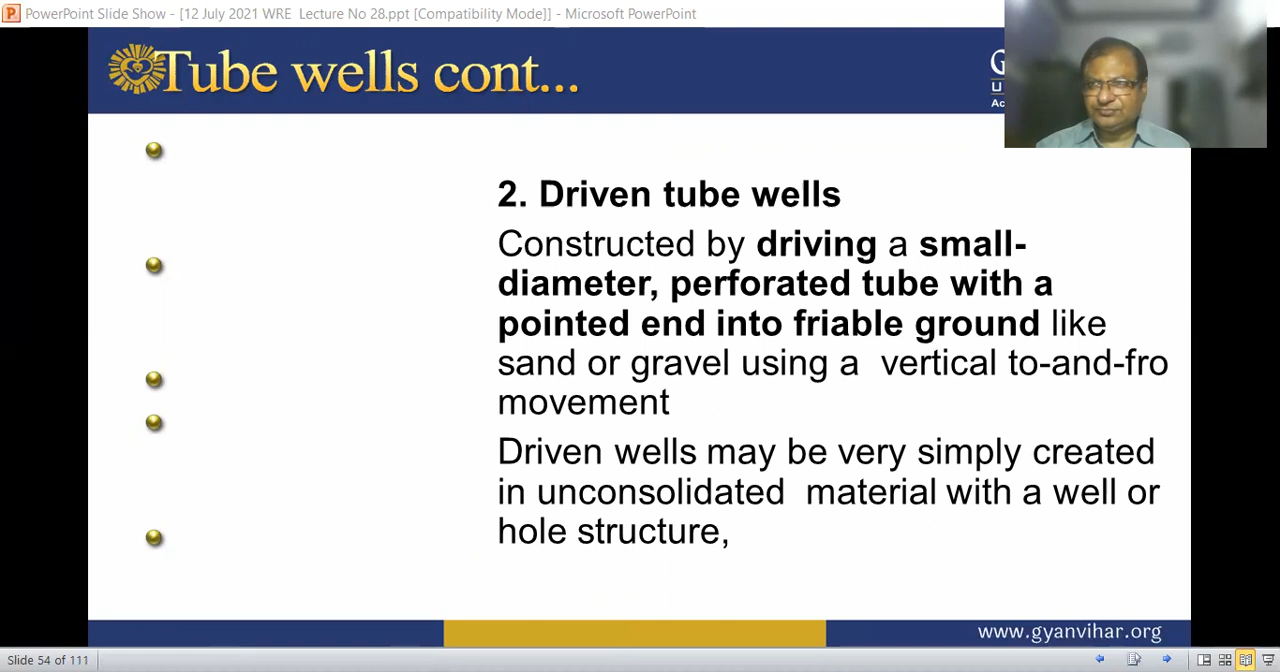 PowerPoint Slide Show - [12 July 2021 WRE  Lecture No 28.ppt [Compatibility Mode]] - Microsoft PowerPoint
Tube wells cont...
2. Driven tube wells
Constructed by driving a small-
diameter, perforated tube with a
pointed end into friable ground like
sand or gravel using a  vertical to-and-fro
movement
Driven wells may be very simply created
in unconsolidated  material with a well or
hole structure,
www.gyanvihar.org
Slide 54 of 111